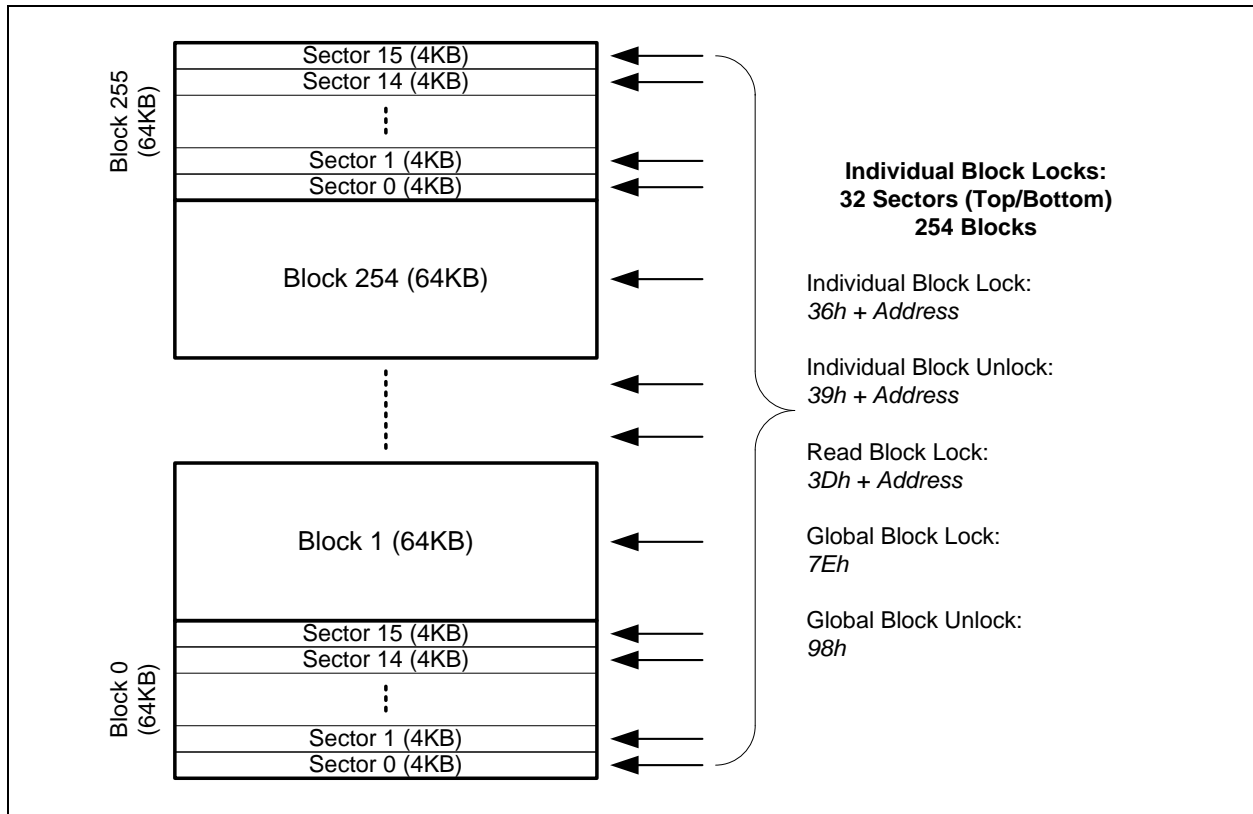 Block 255
(64KB)
Sector 15 (4KB)
Sector 14 (4KB)
Sector 1 (4KB)
Sector 0 (4KB)
Block 254 (64KB)
Block 1 (64KB)
Block 0
(64KB)
Sector 15 (4KB)
Sector 14 (4KB)
Sector 1 (4KB)
Sector 0 (4KB)
Individual Block Locks:
32 Sectors (Top/Bottom)
254 Blocks
Individual Block Lock:
36h + Address
Individual Block Unlock:
39h + Address
Read Block Lock:
3Dh + Address
Global Block Lock:
7Eh
Global Block Unlock:
98h